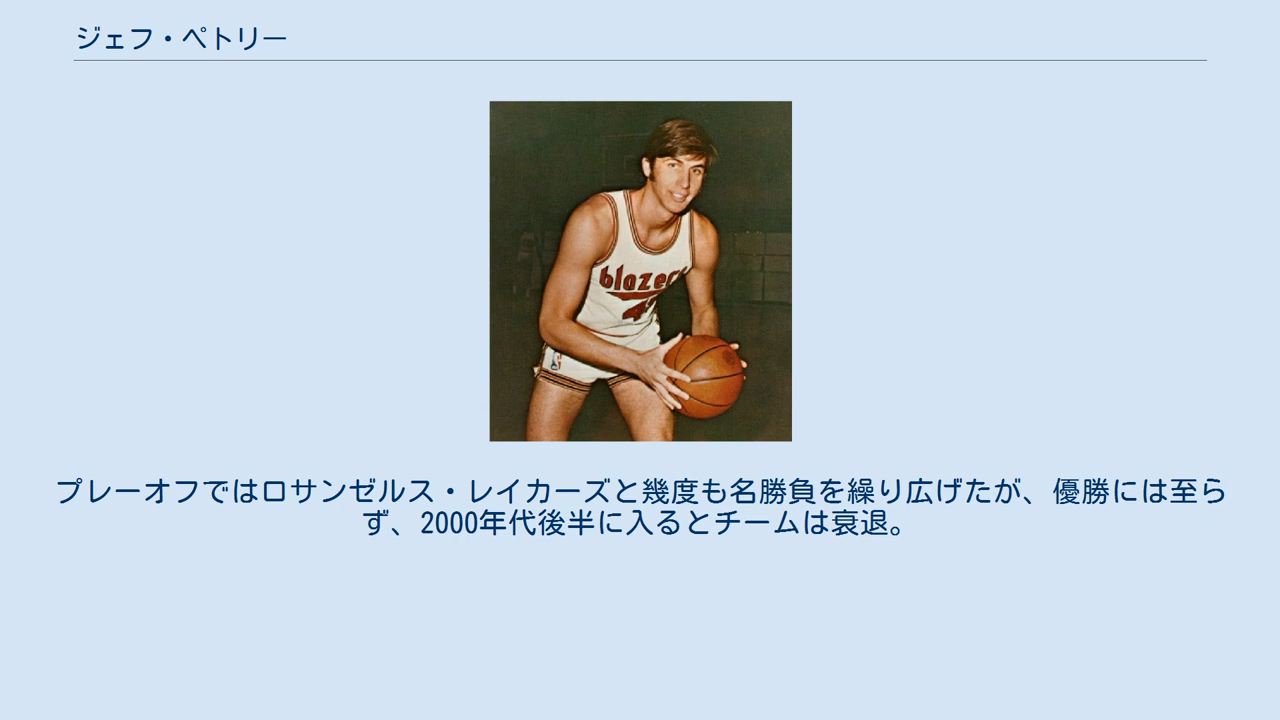 ジェフ・ペトリー
blazers
42
プレーオフではロサンゼルス・レイカーズと幾度も名勝負を繰り広げたが、優勝には至ら
ず、2000年代後半に入るとチームは衰退。